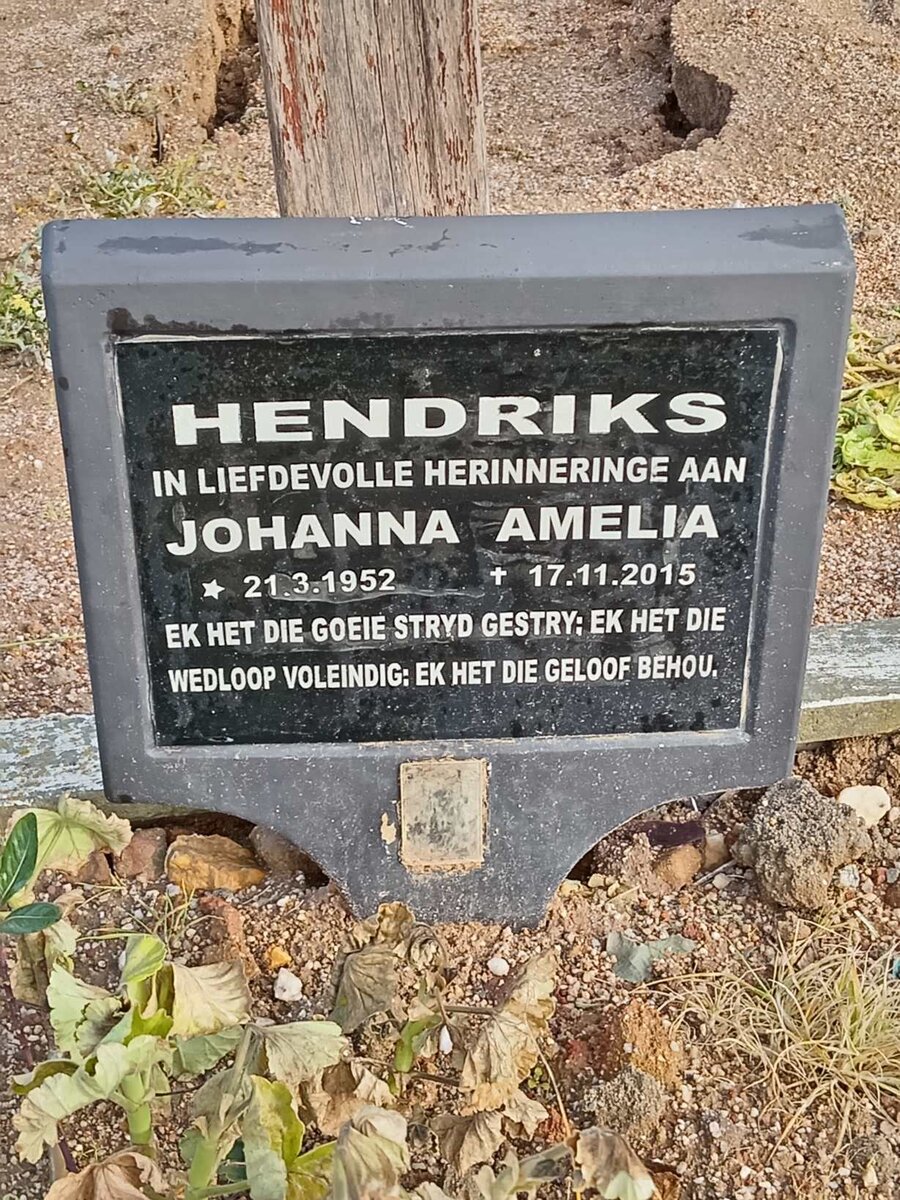 HENDRIKS
IN LIEFDEVOLLE HERINNERINGE AAN
JOHANNA AMELIA
★ 21.3.1952 ✝ 17.11.2015
EK HET DIE GOEIE STRYD GESTRY; EK HET DIE
WEDLOOP VOLEINDIG; EK HET DIE GELOOF BEHOU.